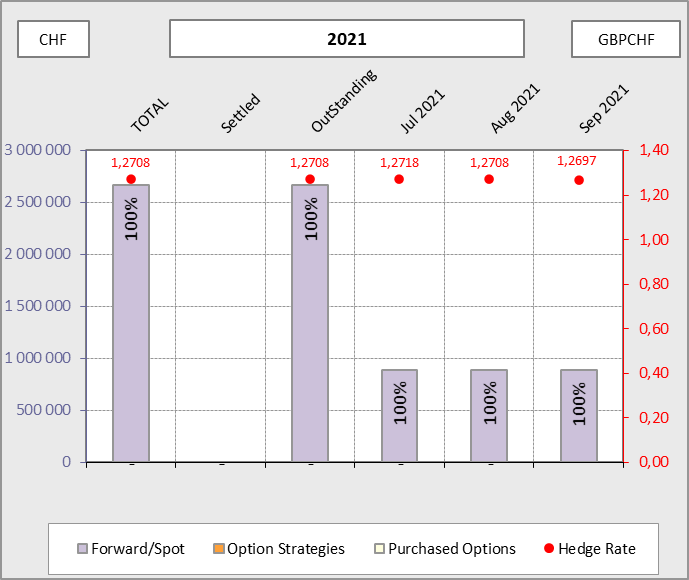 CHF
2021
GBPCHF
TOTAL
Settled
OutStanding
Jul 2021
Aug 2021
Sep 2021
3 000 000
2 500 000
2 000 000
1 500 000
1 000 000
500 000
0
1,2708
1,2708
1,2718
1,2708
1,2697
100%
100%
100%
100%
100%
1,40
1,20
1,00
0,80
0,60
0,40
0,20
0,00
- - - - - -
Forward/Spot Option Strategies Purchased Options Hedge Rate